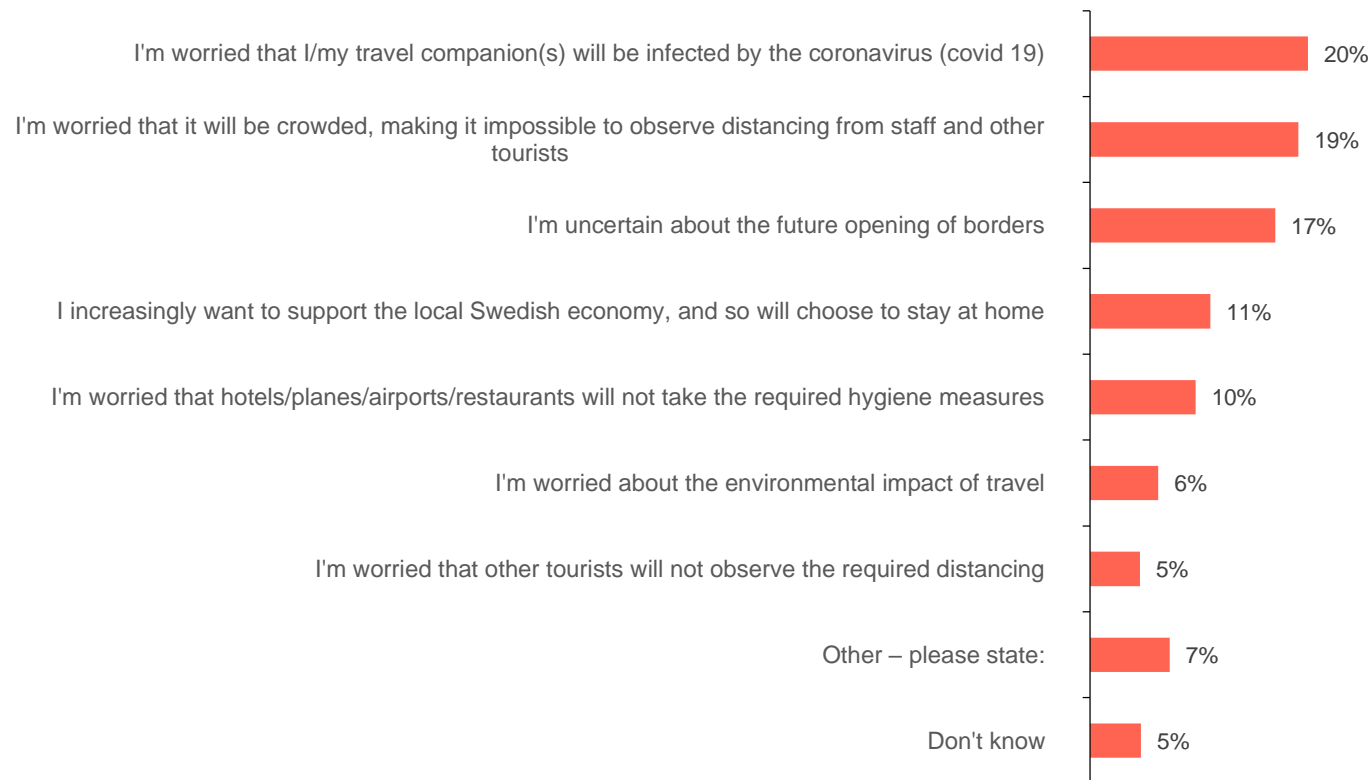 I'm worried that I/my travel companion(s) will be infected by the coronavirus (covid 19)
20%
I'm worried that it will be crowded, making it impossible to observe distancing from staff and other
tourists
19%
I'm uncertain about the future opening of borders
17%
I increasingly want to support the local Swedish economy, and so will choose to stay at home
11%
I'm worried that hotels/planes/airports/restaurants will not take the required hygiene measures
10%
I'm worried about the environmental impact of travel
6%
I'm worried that other tourists will not observe the required distancing
5%
Other – please state:
7%
Don't know
5%